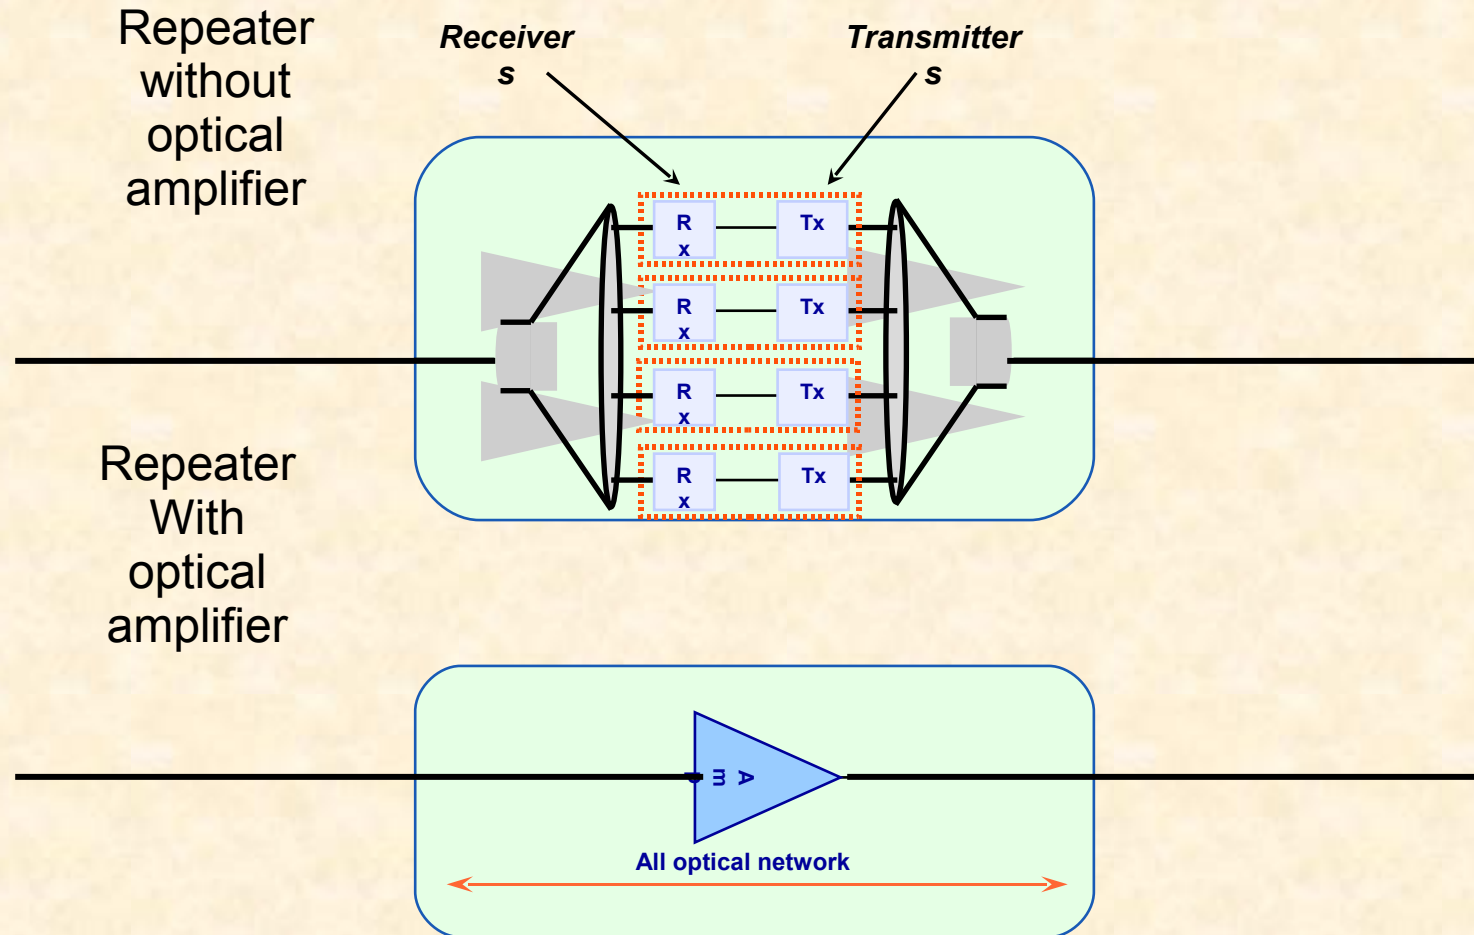 Repeater
without
optical
amplifier
Receiver
s
Transmitter
s
R
x
Tx
R
x
Tx
R
x
Tx
R
x
Tx
Repeater
With
optical
amplifier
A
m
All optical network